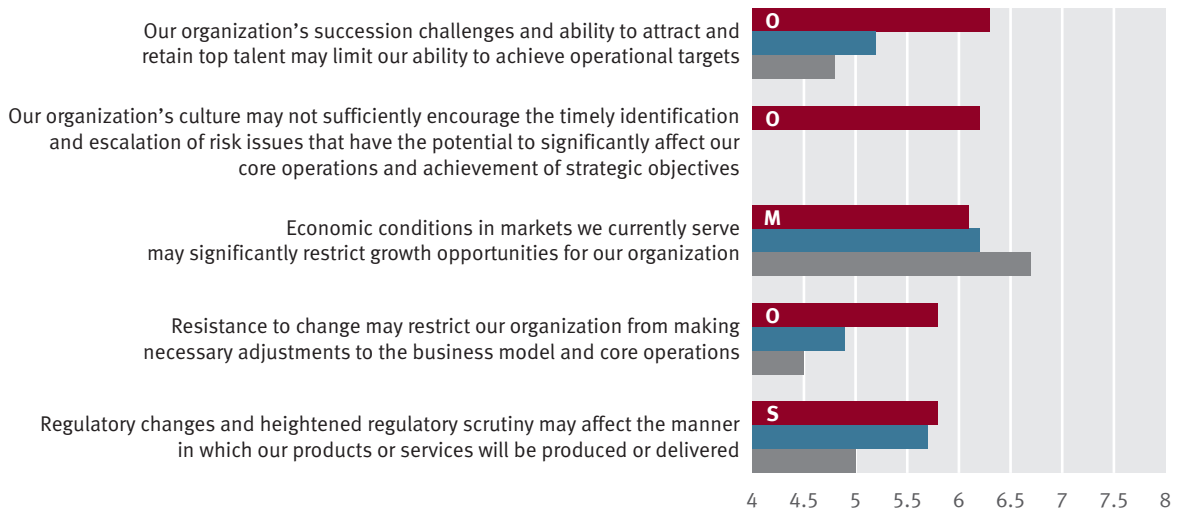 Our organization’s succession challenges and ability to attract and
retain top talent may limit our ability to achieve operational targets
O
Our organization’s culture may not sufficiently encourage the timely identification
and escalation of risk issues that have the potential to significantly affect our
core operations and achievement of strategic objectives
O
Economic conditions in markets we currently serve
may significantly restrict growth opportunities for our organization
M
Resistance to change may restrict our organization from making
necessary adjustments to the business model and core operations
O
Regulatory changes and heightened regulatory scrutiny may affect the manner
in which our products or services will be produced or delivered
S
4 4.5 5 5.5 6 6.5 7 7.5 8